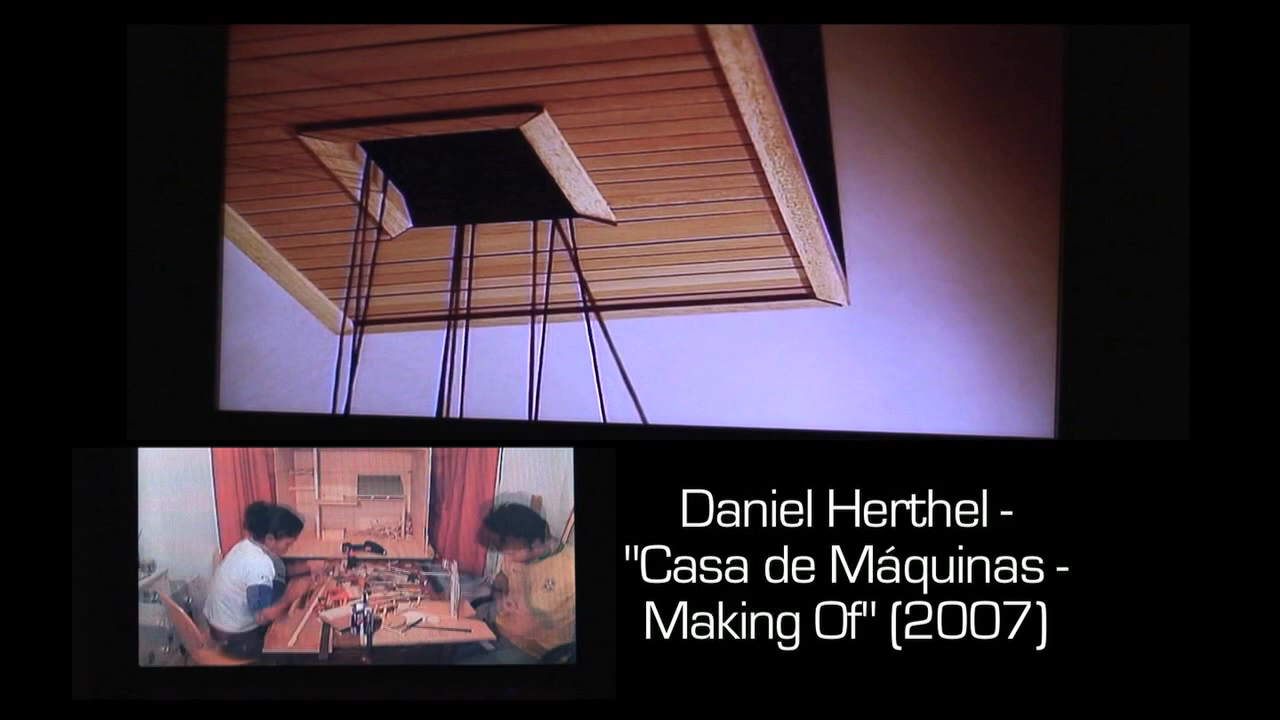 Daniel Herthel -
"Casa de Máquinas -
Making Of" (2007)